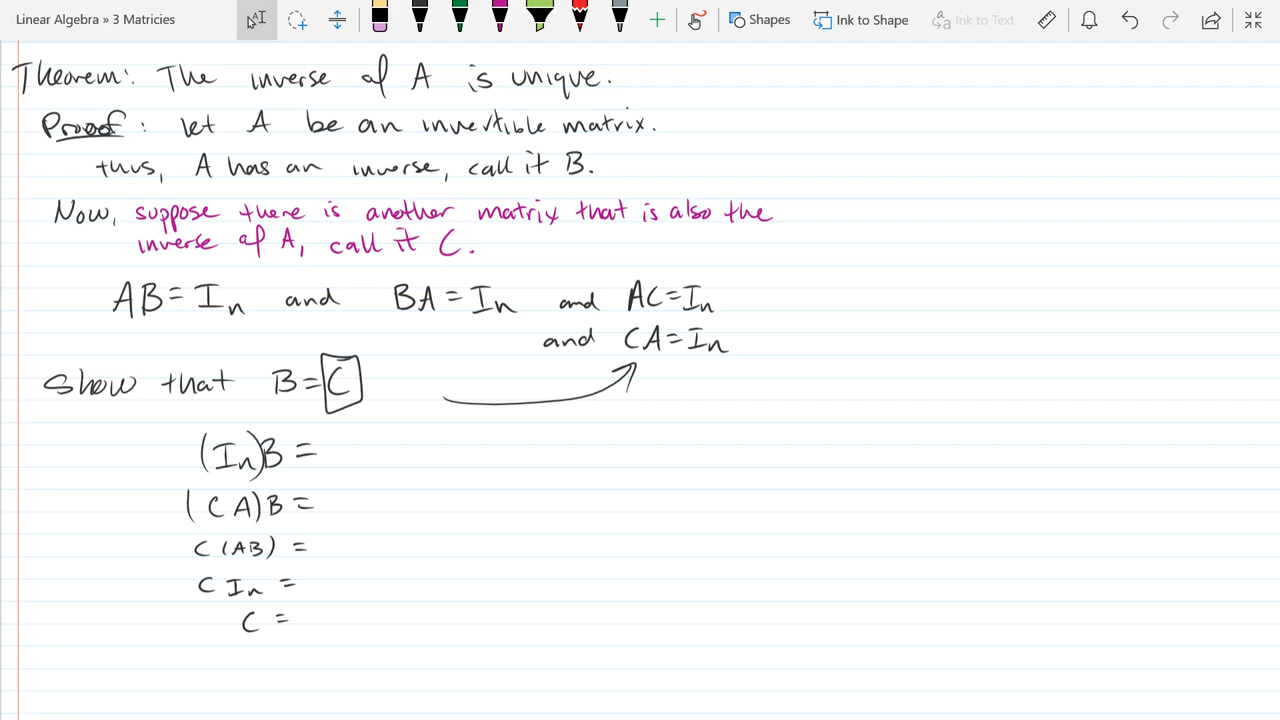 Linear Algebra » 3 Matricies
Shapes
Ink to Shape
Ink to Text
Theorem: The inverse of A is unique.
Proof: let A be an invertible matrix.
thus, A has an inverse, call it B.
Now, suppose there is another matrix that is also the
inverse of A, call it C.
AB = In and BA = In and AC = In
and CA = In
Show that B = C
(In)B =
(CA)B =
C(AB) =
C In =
C =